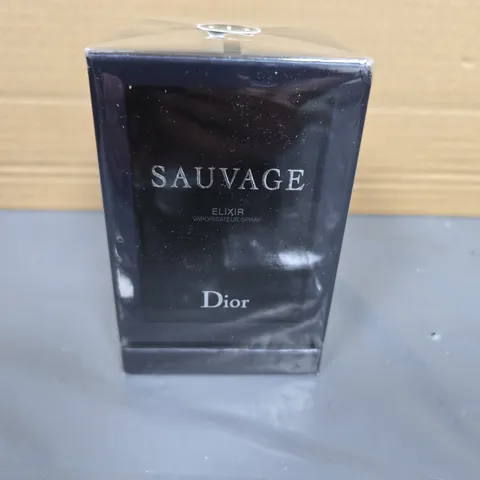 SAUVAGE
ELIXIR
VAPORISATEUR SPRAY
Dior